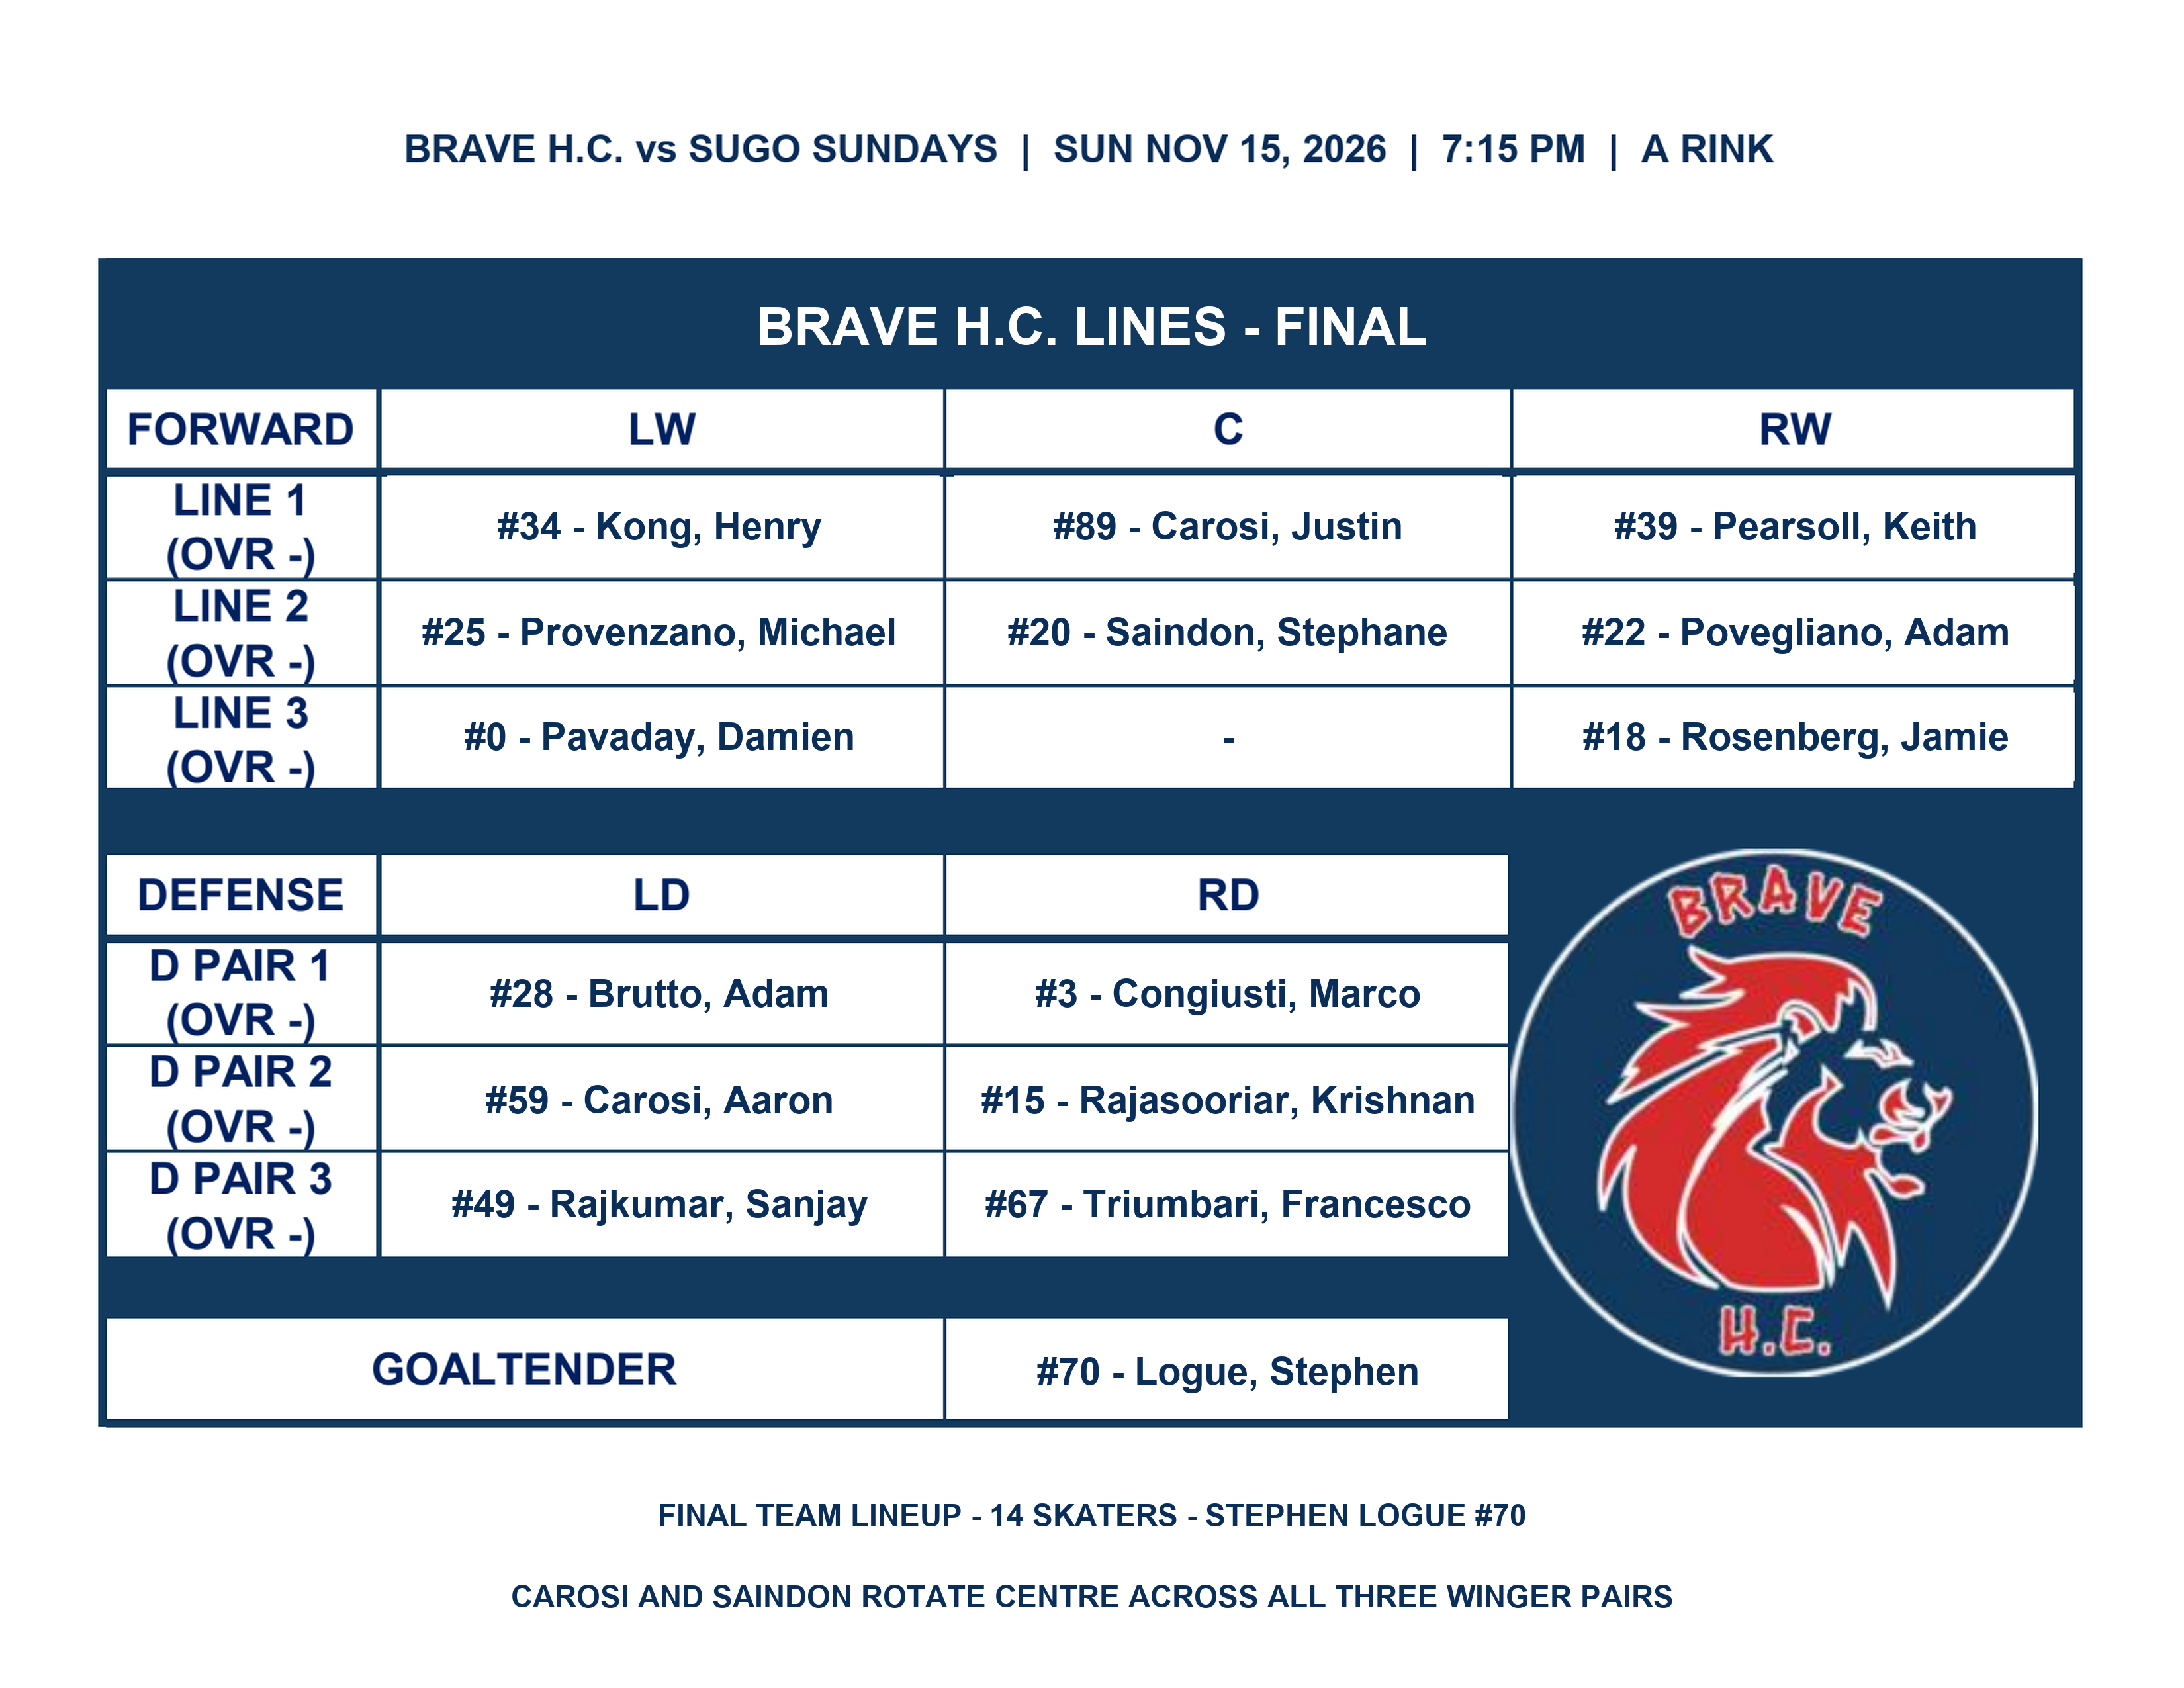 BRAVE H.C. vs SUGO SUNDAYS | SUN NOV 15, 2026 | 7:15 PM | A RINK
BRAVE H.C. LINES - FINAL
FORWARD LW C RW
LINE 1
(OVR -)
#34 - Kong, Henry #89 - Carosi, Justin #39 - Pearsoll, Keith
LINE 2
(OVR -)
#25 - Provenzano, Michael #20 - Saindon, Stephane #22 - Povegliano, Adam
LINE 3
(OVR -)
#0 - Pavaday, Damien - #18 - Rosenberg, Jamie
DEFENSE LD RD
D PAIR 1
(OVR -)
#28 - Brutto, Adam #3 - Congiusti, Marco
D PAIR 2
(OVR -)
#59 - Carosi, Aaron #15 - Rajasooriar, Krishnan
D PAIR 3
(OVR -)
#49 - Rajkumar, Sanjay #67 - Triumbari, Francesco
GOALTENDER #70 - Logue, Stephen
BRAVE
H.C.
FINAL TEAM LINEUP - 14 SKATERS - STEPHEN LOGUE #70
CAROSI AND SAINDON ROTATE CENTRE ACROSS ALL THREE WINGER PAIRS